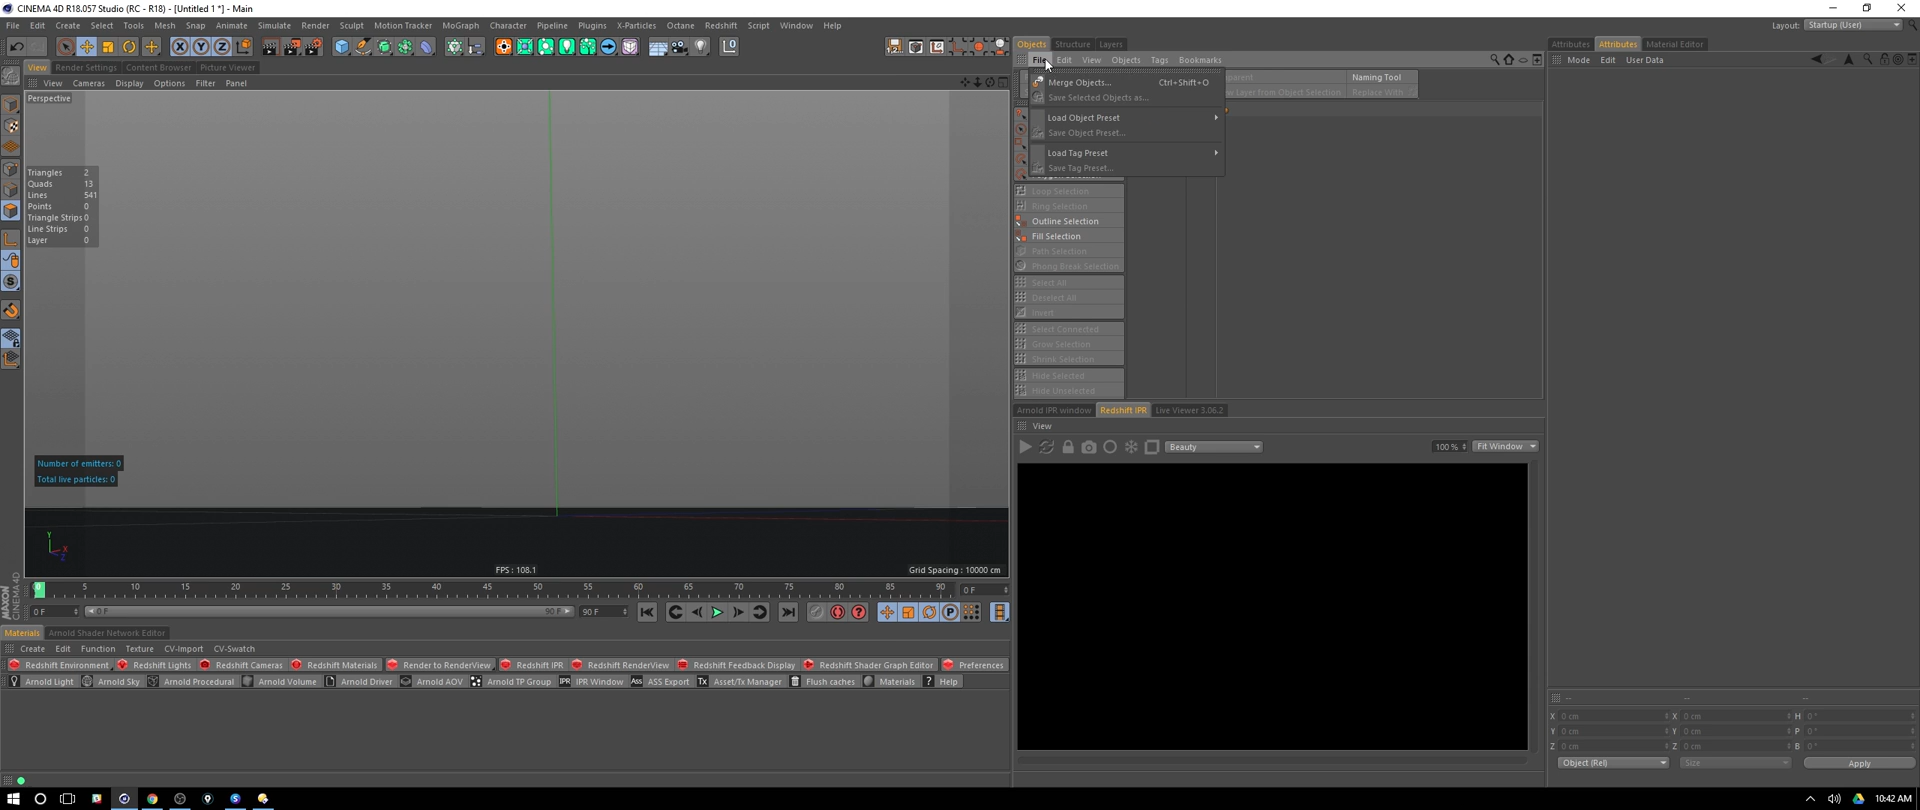 CINEMA 4D R18.057 Studio (RC - R18) - [Untitled 1 *] - Main
File Edit Create Select Tools Mesh Snap Animate Simulate Render Sculpt Motion Tracker MoGraph Character Pipeline Plugins X-Particles Octane Redshift Script Window Help
Layout: Startup (User)
X Y Z
View Render Settings Content Browser Picture Viewer
View Cameras Display Options Filter Panel
Perspective
Triangles 2
Quads 13
Lines 541
Points 0
Triangle Strips 0
Line Strips 0
Layer 0
Number of emitters: 0
Total live particles: 0
Y
X
Z
FPS : 108.1
Grid Spacing : 10000 cm
Objects Structure Layers
File Edit View Objects Tags Bookmarks
Merge Objects... Ctrl+Shift+O
Save Selected Objects as...
Load Object Preset
Save Object Preset...
Load Tag Preset
Save Tag Preset...
Naming Tool
Layer from Object Selection Replace With
Loop Selection
Ring Selection
Outline Selection
Fill Selection
Path Selection
Phong Break Selection
Select All
Deselect All
Invert
Select Connected
Grow Selection
Shrink Selection
Hide Selected
Hide Unselected
Arnold IPR window Redshift IPR Live Viewer 3.06.2
View
Beauty
100 % Fit Window
Attributes Attributes Material Editor
Mode Edit User Data
0 5 10 15 20 25 30 35 40 45 50 55 60 65 70 75 80 85 90
0 F
0 F 0 F 90 F 90 F
P
MAXON CINEMA 4D
Materials Arnold Shader Network Editor
Create Edit Function Texture CV-Import CV-Swatch
Redshift Environment Redshift Lights Redshift Cameras Redshift Materials Render to RenderView Redshift IPR Redshift RenderView Redshift Feedback Display Redshift Shader Graph Editor Preferences
Arnold Light Arnold Sky Arnold Procedural Arnold Volume Arnold Driver Arnold AOV Arnold TP Group IPR IPR Window Ass ASS Export Tx Asset/Tx Manager Flush caches Materials ? Help
-- -- --
X 0 cm X 0 cm H 0 °
Y 0 cm Y 0 cm P 0 °
Z 0 cm Z 0 cm B 0 °
Object (Rel) Size Apply
10:42 AM